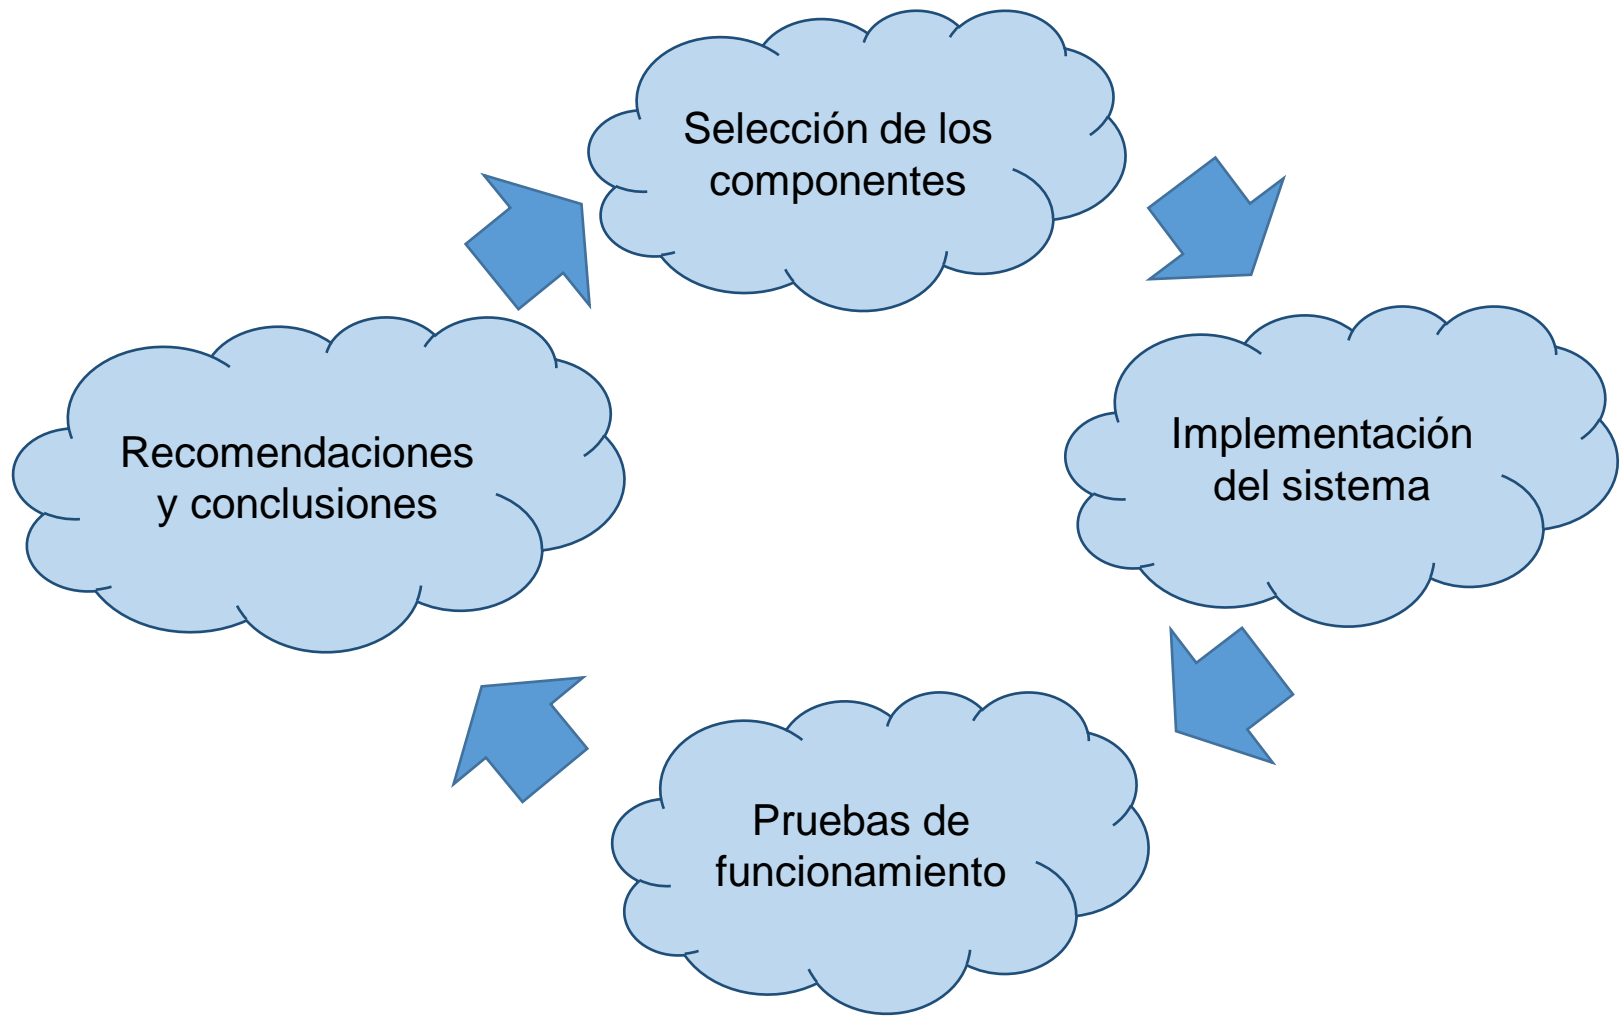 Selección de los
componentes
Implementación
del sistema
Recomendaciones
y conclusiones
Pruebas de
funcionamiento